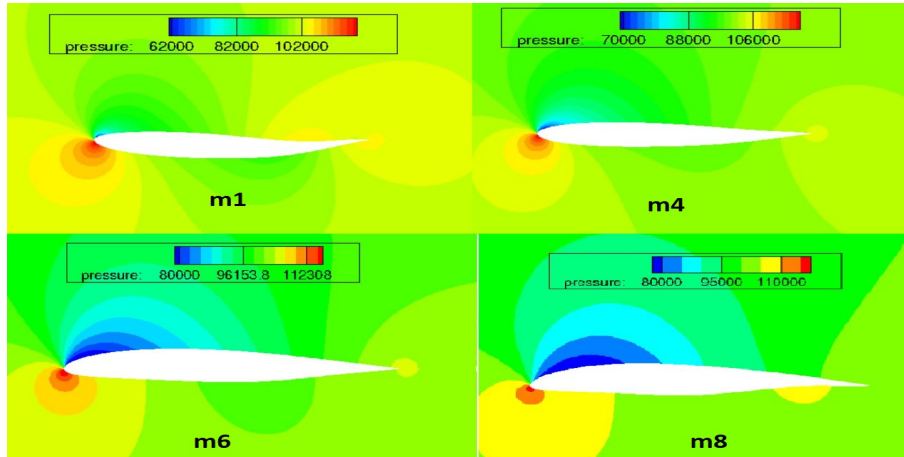 pressure: 62000 82000 102000
pressure: 70000 88000 106000
m1
m4
pressure: 80000 96153.8 112308
pressure: 80000 95000 110000
m6
m8